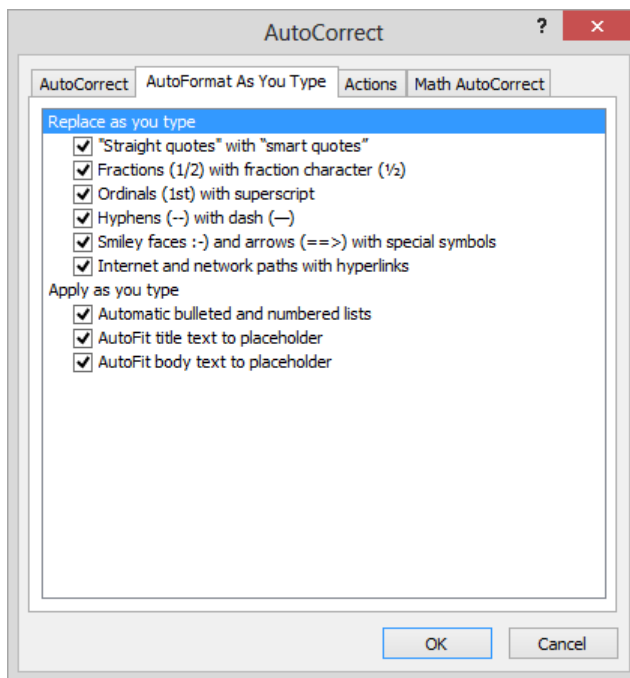 AutoCorrect
?
AutoCorrect AutoFormat As You Type Actions Math AutoCorrect
Replace as you type
"Straight quotes" with “smart quotes”
Fractions (1/2) with fraction character (½)
Ordinals (1st) with superscript
Hyphens (--) with dash (—)
Smiley faces :-) and arrows (==>) with special symbols
Internet and network paths with hyperlinks
Apply as you type
Automatic bulleted and numbered lists
AutoFit title text to placeholder
AutoFit body text to placeholder
OK Cancel